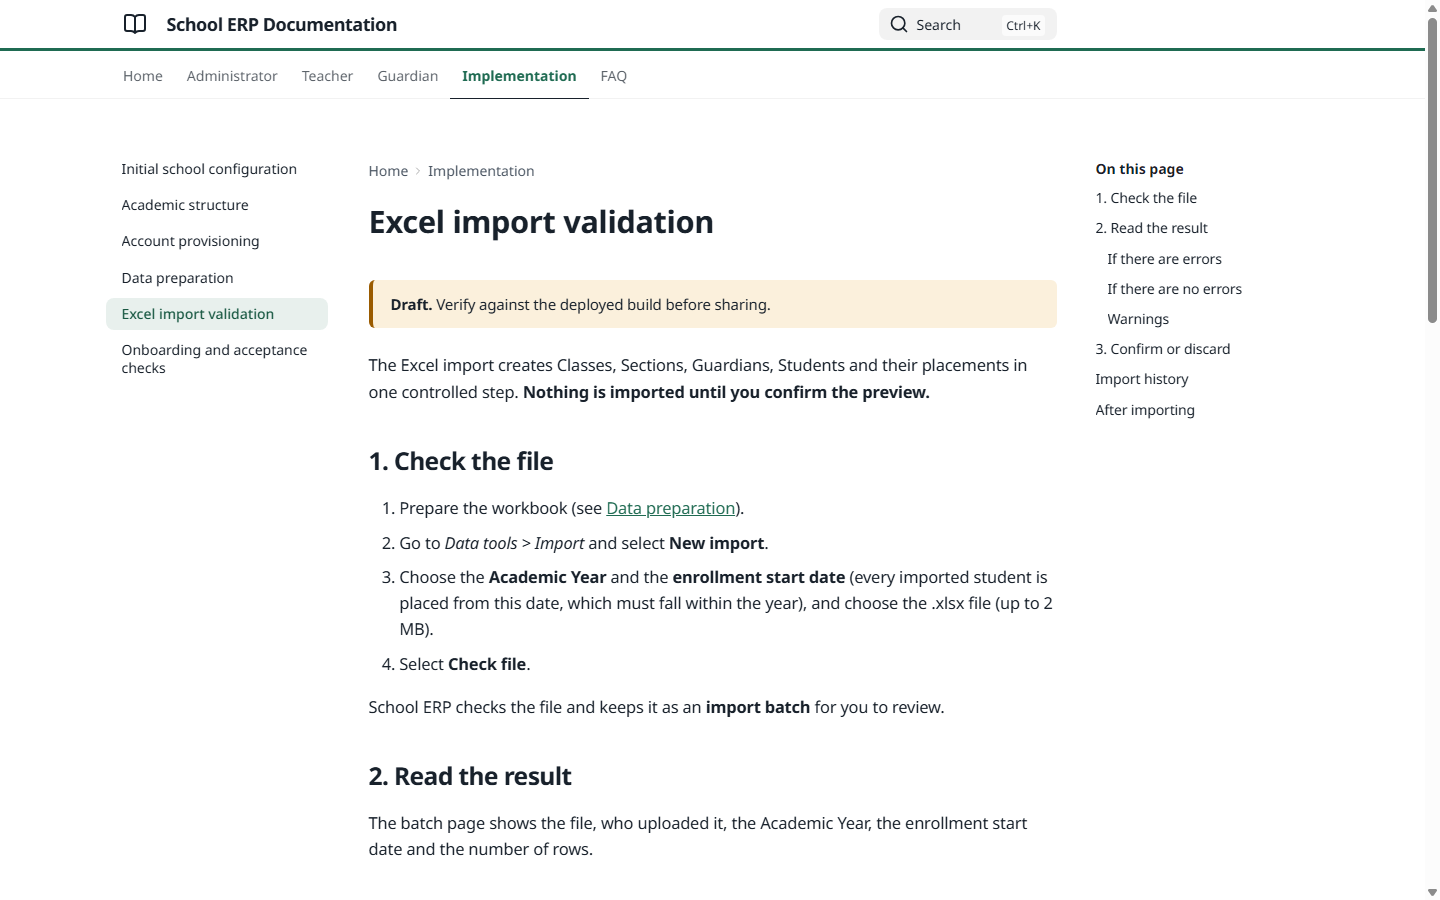 School ERP Documentation
Search
Ctrl+K
Home
Administrator
Teacher
Guardian
Implementation
FAQ
Initial school configuration
Academic structure
Account provisioning
Data preparation
Excel import validation
Onboarding and acceptance
checks
Home › Implementation
Excel import validation
Draft. Verify against the deployed build before sharing.
The Excel import creates Classes, Sections, Guardians, Students and their placements in
one controlled step. Nothing is imported until you confirm the preview.
1. Check the file
1. Prepare the workbook (see Data preparation).
2. Go to Data tools > Import and select New import.
3. Choose the Academic Year and the enrollment start date (every imported student is
placed from this date, which must fall within the year), and choose the .xlsx file (up to 2
MB).
4. Select Check file.
School ERP checks the file and keeps it as an import batch for you to review.
2. Read the result
The batch page shows the file, who uploaded it, the Academic Year, the enrollment start
date and the number of rows.
On this page
1. Check the file
2. Read the result
If there are errors
If there are no errors
Warnings
3. Confirm or discard
Import history
After importing